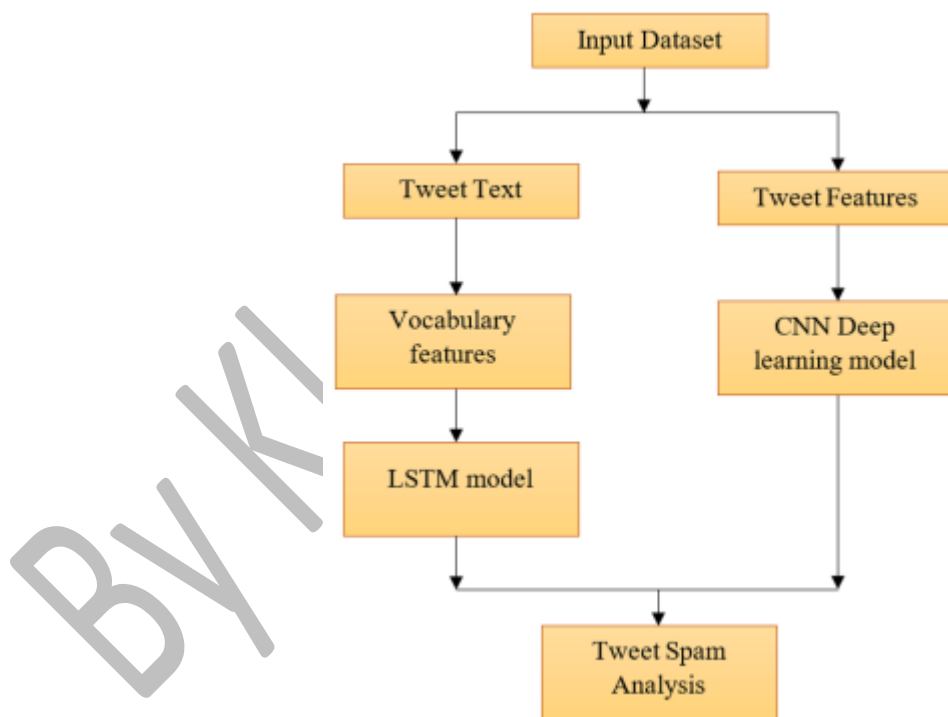 Input Dataset
Tweet Text
Tweet Features
Vocabulary
features
CNN Deep
learning model
LSTM model
Tweet Spam
Analysis
By